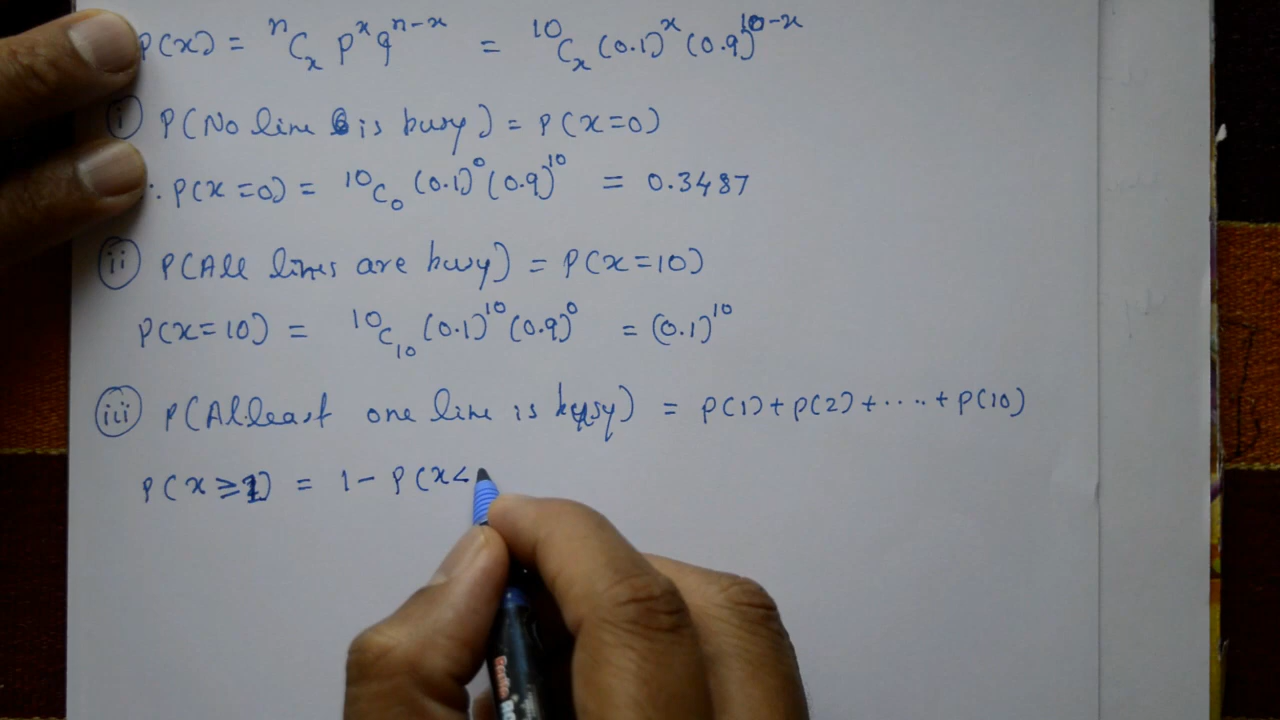 P(x) = ⁿCₓ pˣ qⁿ⁻ˣ = ¹⁰Cₓ (0.1)ˣ (0.9)¹⁰⁻ˣ
(i) P(No line is busy) = P(x=0)
∴ P(x=0) = ¹⁰C₀ (0.1)⁰ (0.9)¹⁰ = 0.3487
(ii) P(All lines are busy) = P(x=10)
P(x=10) = ¹⁰C₁₀ (0.1)¹⁰ (0.9)⁰ = (0.1)¹⁰
(iii) P(Atleast one line is busy) = P(1)+P(2)+.....+P(10)
P(x≥1) = 1 - P(x<